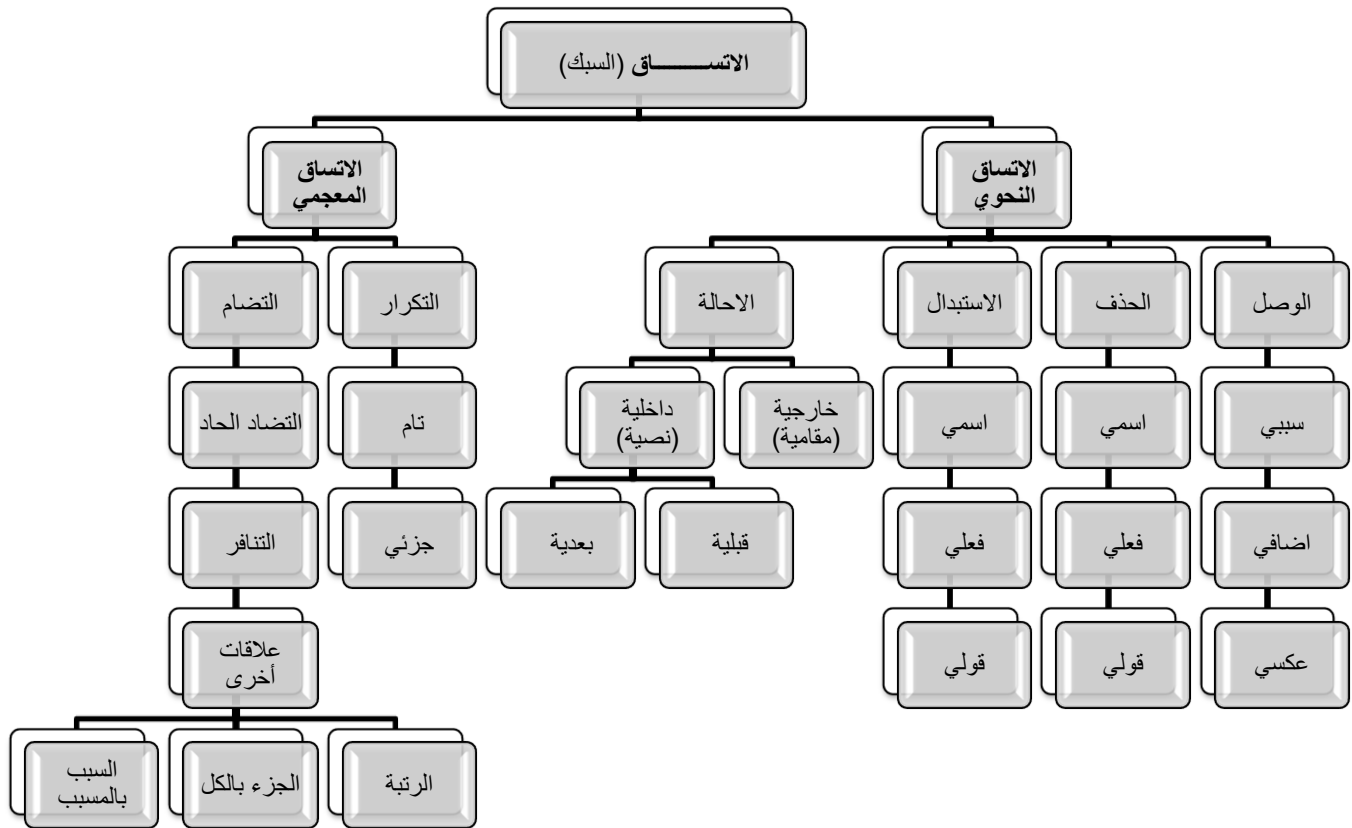 الاتســـــــــاق (السبك)
الاتساق
النحوي
الاتساق
المعجمي
الوصل
الحذف
الاستبدال
الاحالة
التكرار
التضام
سببي
اسمي
اسمي
خارجية
(مقامية)
داخلية
(نصية)
تام
التضاد الحاد
اضافي
فعلي
فعلي
قبلية
بعدية
جزئي
التنافر
عكسي
قولي
قولي
علاقات
أخرى
الرتبة
الجزء بالكل
السبب
بالمسبب